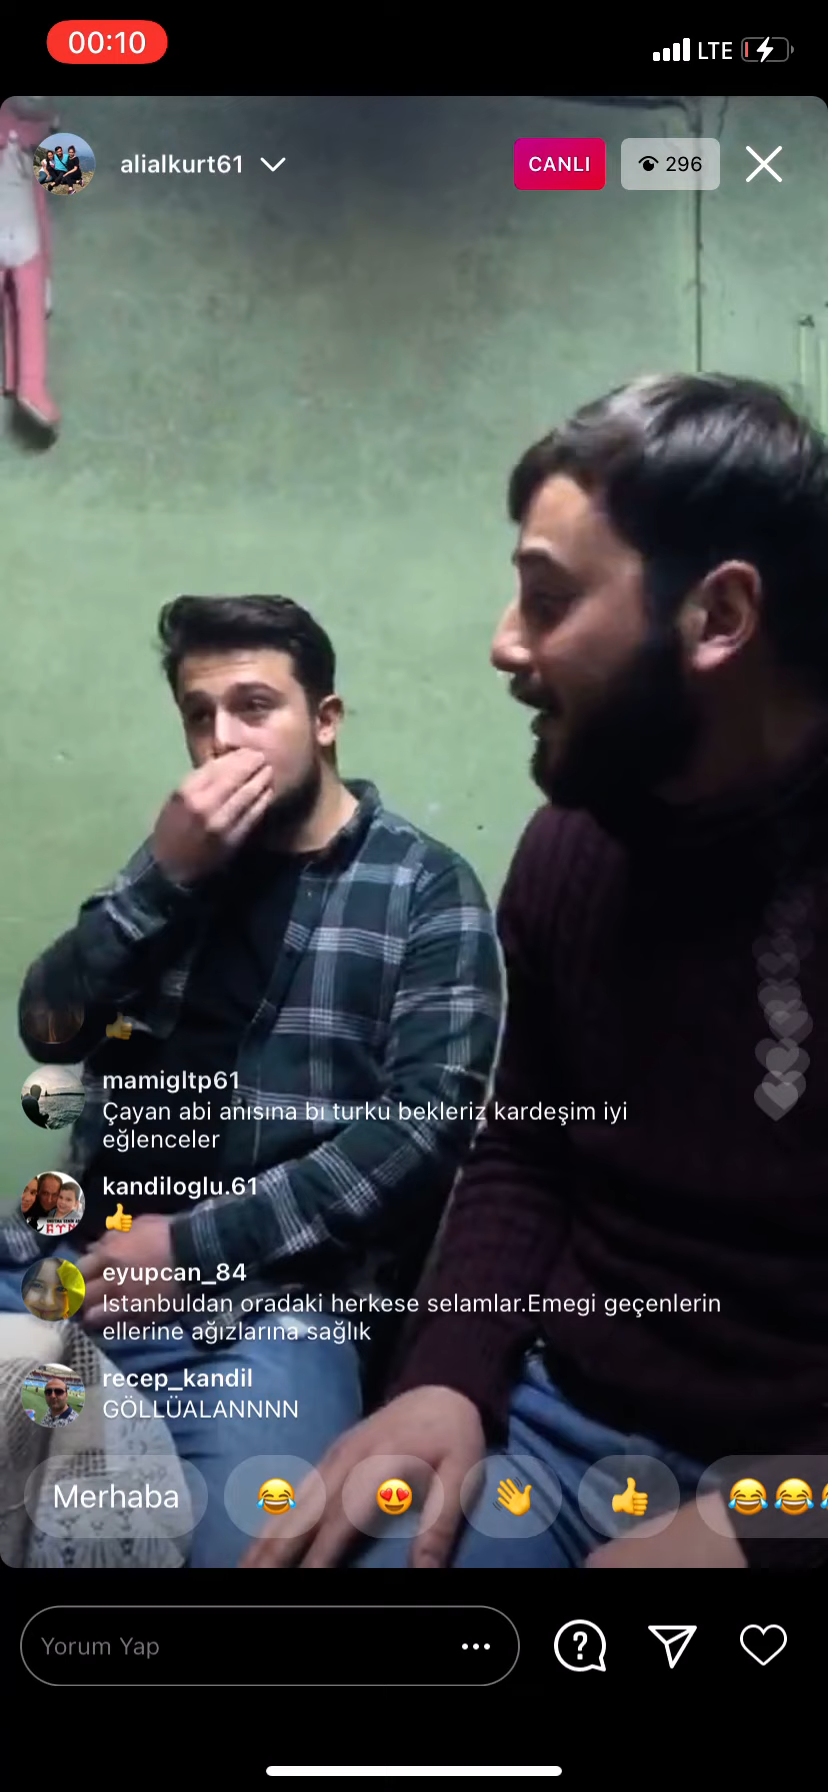 00:10
LTE
alialkurt61
CANLI
296
mamigltp61
Çayan abi anısına bı turku bekleriz kardeşim iyi
eğlenceler
kandiloglu.61
eyupcan_84
Istanbuldan oradaki herkese selamlar.Emegi geçenlerin
ellerine ağızlarına sağlık
recep_kandil
GÖLLÜALANNNN
Merhaba
Yorum Yap